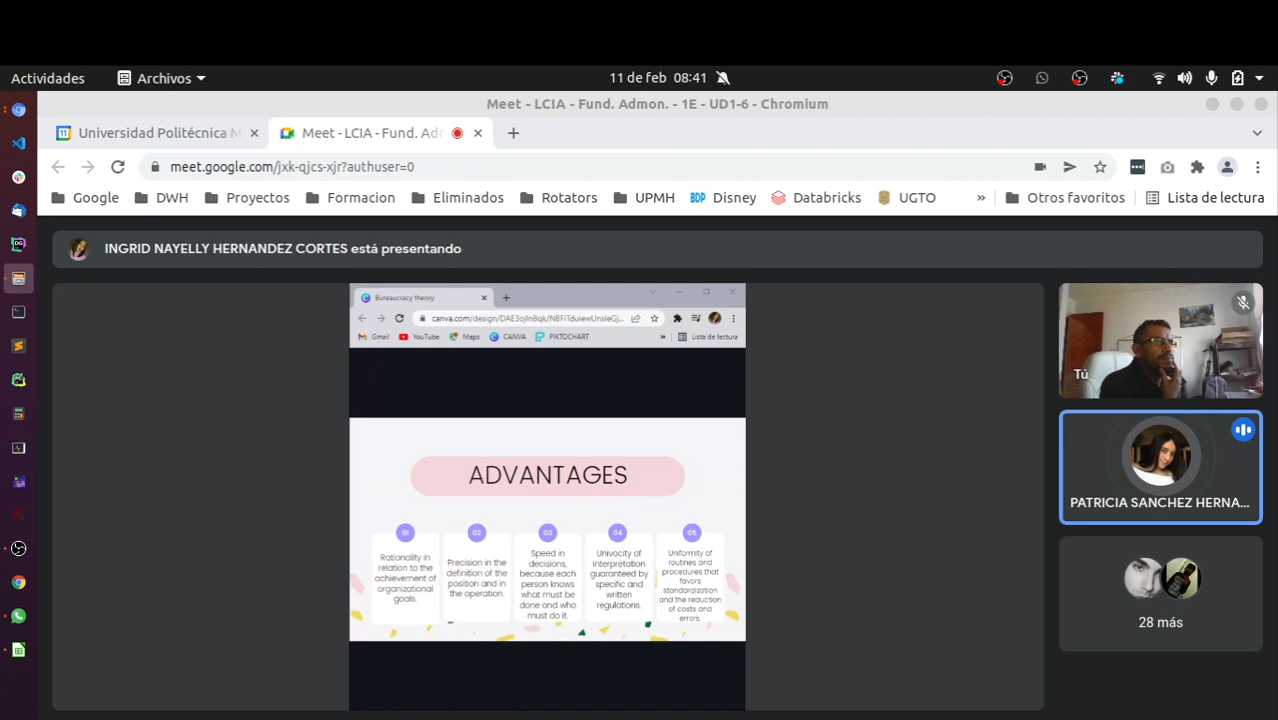 Actividades
Archivos
11 de feb 08:41
Meet - LCIA - Fund. Admon. - 1E - UD1-6 - Chromium
11 Universidad Politécnica M
Meet - LCIA - Fund. Adm
meet.google.com/jxk-qjcs-xjr?authuser=0
Google
DWH
Proyectos
Formacion
Eliminados
Rotators
UPMH
BDP Disney
Databricks
UGTO
»
Otros favoritos
Lista de lectura
INGRID NAYELLY HERNANDEZ CORTES está presentando
Bureaucracy theory
Gmail
YouTube
Maps
CANVA
PIKTOCHART
»
Lista de lectura
ADVANTAGES
01
Rationality in
relation to the
achievement of
organizational
goals.
02
Precision in the
definition of the
position and in
the operation.
03
Speed in
decisions,
because each
person knows
what must be
done and who
must do it.
04
Univocity of
interpretation
guaranteed by
specific and
written
regulations.
05
Uniformity of
routines and
procedures that
favors
standardization
and the reduction
of costs and
errors.
Tú
PATRICIA SANCHEZ HERNA...
28 más